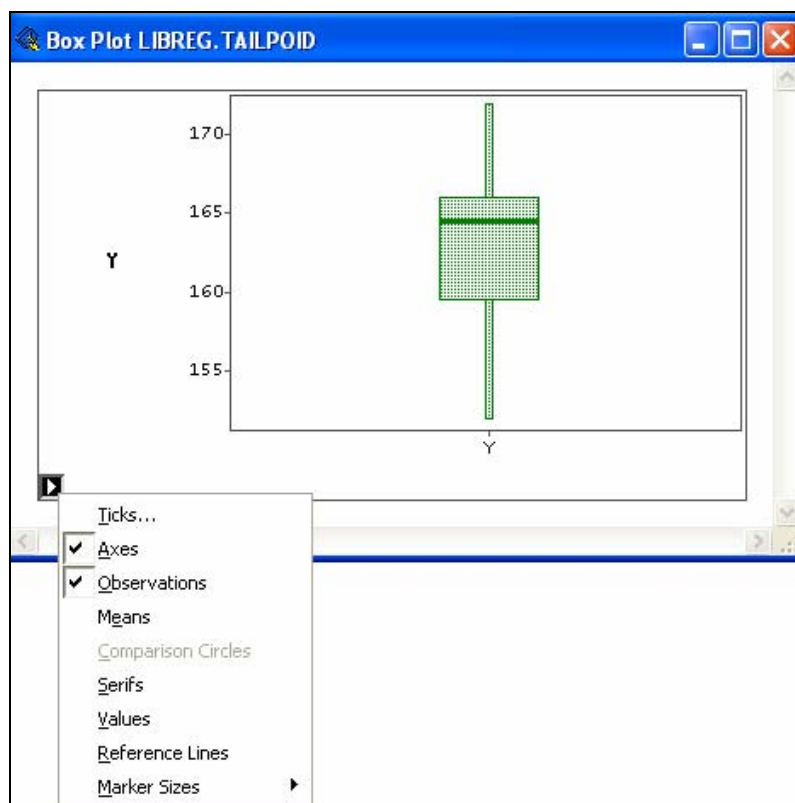 Box Plot LIBREG.TAILPOID
170
165
Y
160
155
Y
Ticks...
Axes
Observations
Means
Comparison Circles
Serifs
Values
Reference Lines
Marker Sizes